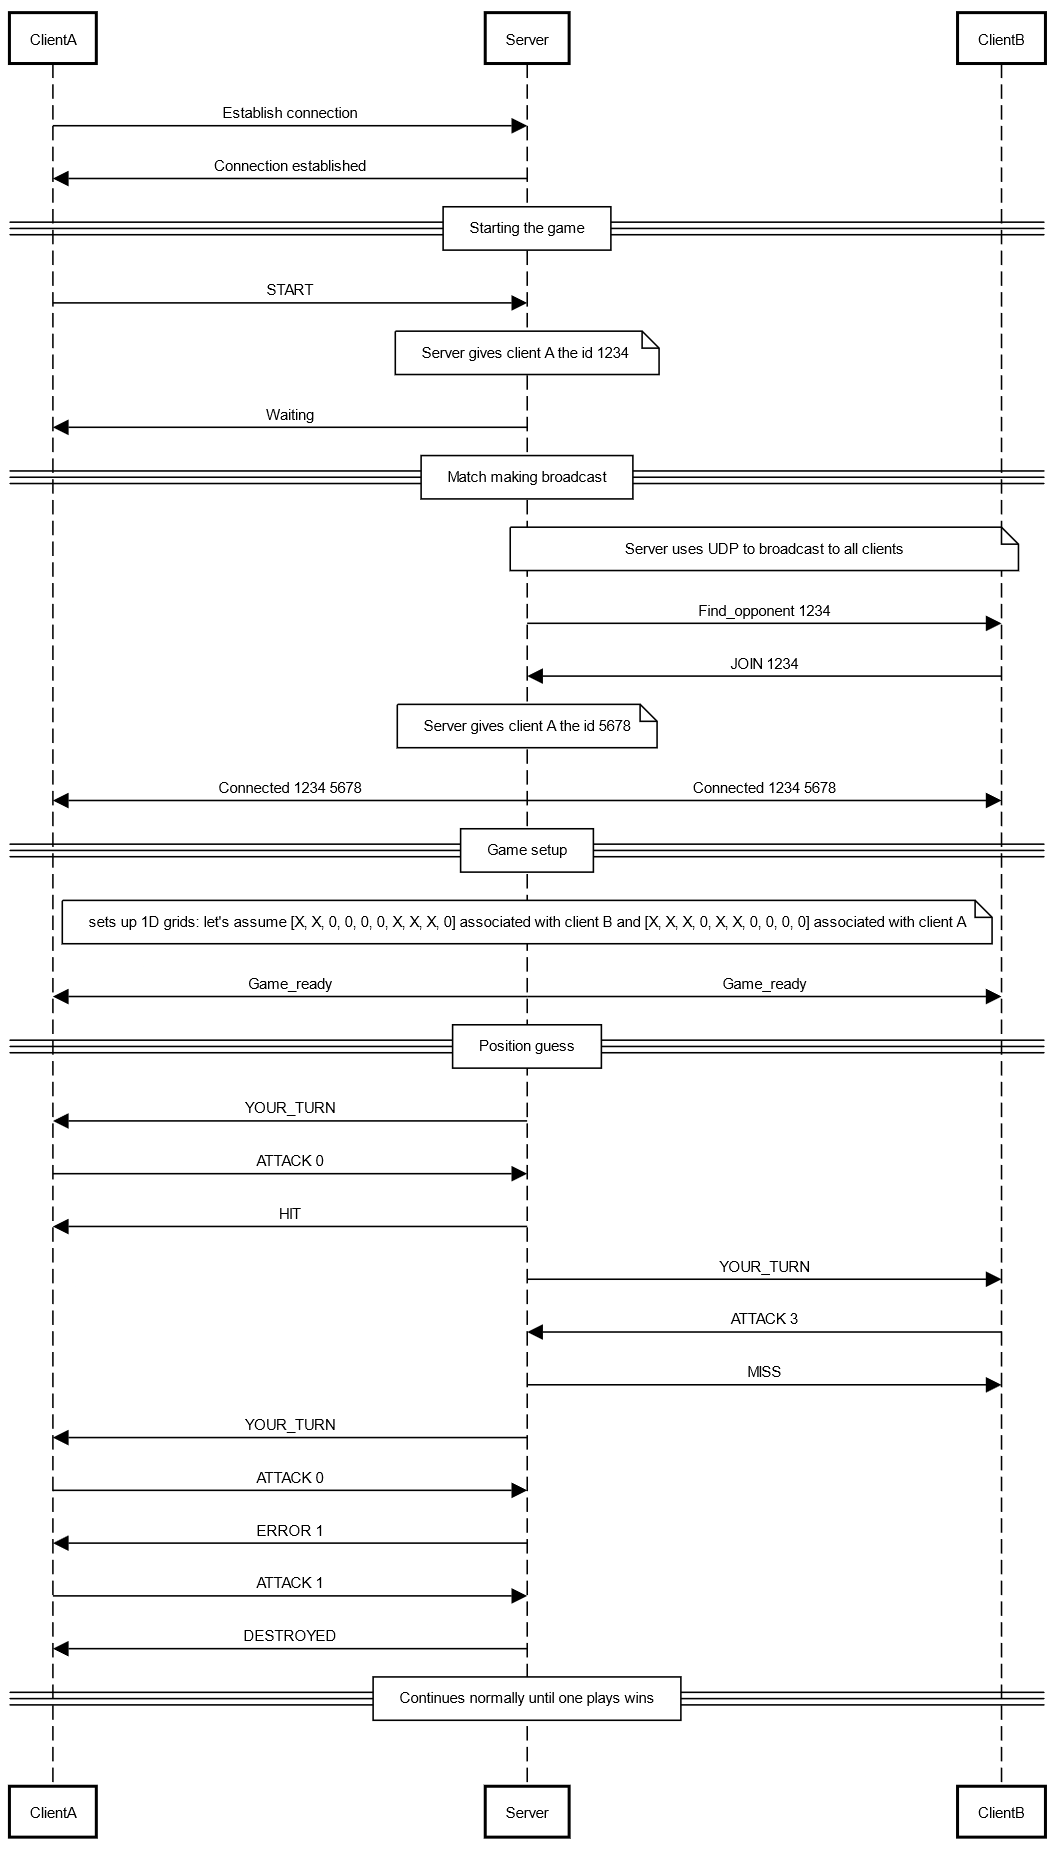 ClientA
Server
ClientB
Establish connection
Connection established
Starting the game
START
Server gives client A the id 1234
Waiting
Match making broadcast
Server uses UDP to broadcast to all clients
Find_opponent 1234
JOIN 1234
Server gives client A the id 5678
Connected 1234 5678
Connected 1234 5678
Game setup
sets up 1D grids: let's assume [X, X, 0, 0, 0, 0, X, X, X, 0] associated with client B and [X, X, X, 0, X, X, 0, 0, 0, 0] associated with client A
Game_ready
Game_ready
Position guess
YOUR_TURN
ATTACK 0
HIT
YOUR_TURN
ATTACK 3
MISS
YOUR_TURN
ATTACK 0
ERROR 1
ATTACK 1
DESTROYED
Continues normally until one plays wins
ClientA
Server
ClientB